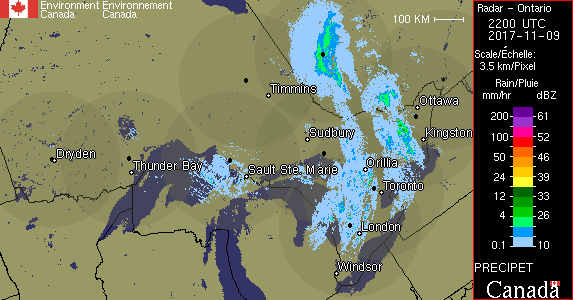 Environment Environnement
Canada Canada
Radar - Ontario
2200 UTC
2017-11-09
Scale/Échelle:
3.5 km/Pixel
Rain/Pluie
mm/hr dBZ
200 61
100 52
50 46
24 39
12 33
4 26
1 20
0.1 10
PRECIPET
Canada
100 KM
Timmins
Ottawa
Sudbury
Kingston
Dryden
Thunder Bay
Sault Ste. Marie
Orillia
Toronto
London
Windsor